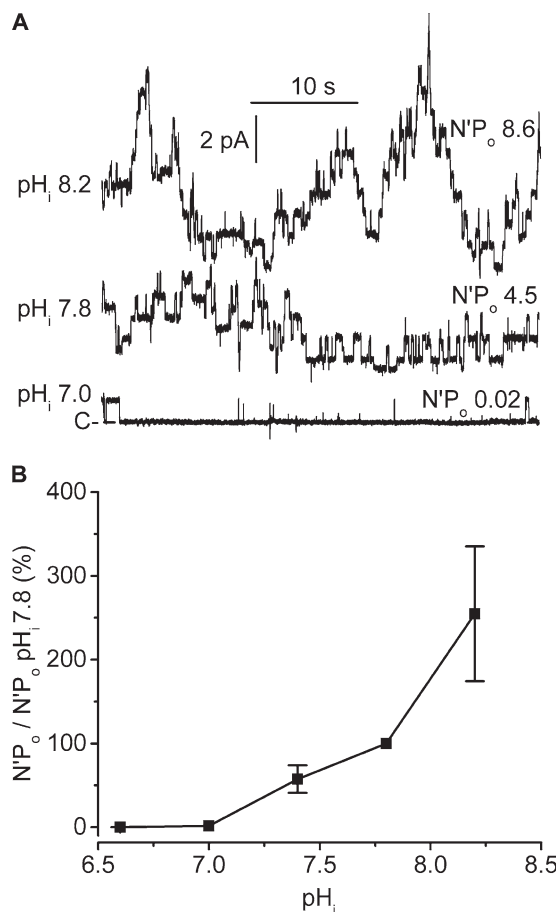 A
10 s
2 pA
N'Po 8.6
pHi 8.2
pHi 7.8
N'Po 4.5
pHi 7.0
N'Po 0.02
C-
B
400
300
200
100
0
N'Po / N'Po pHi 7.8 (%)
6.5 7.0 7.5 8.0 8.5
pHi